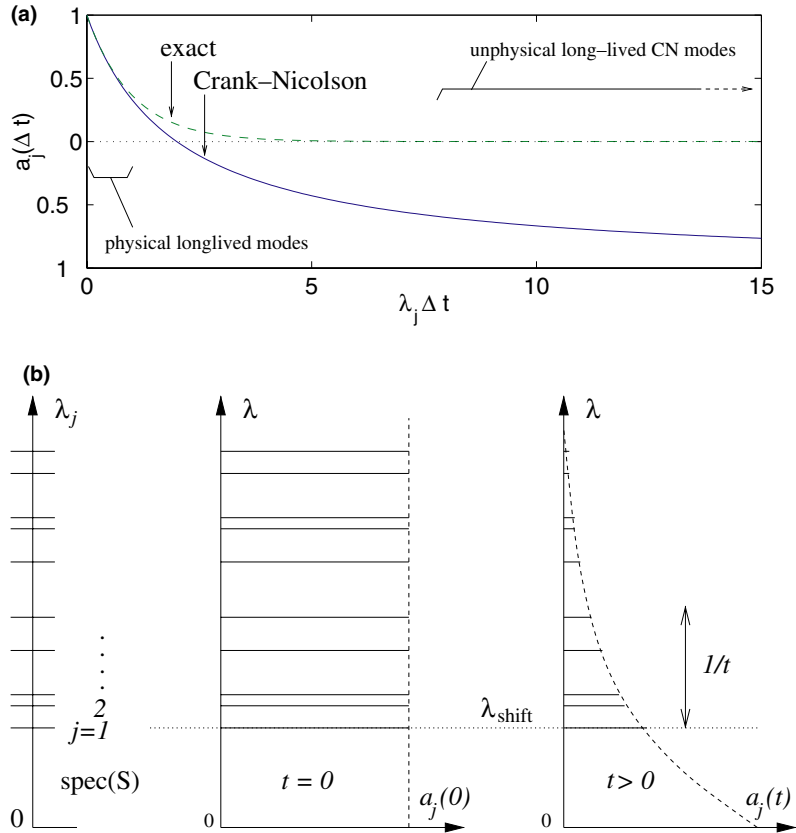 (a)
1
0.5
0
0.5
1
a_j(Δ t)
exact
Crank–Nicolson
unphysical long–lived CN modes
physical longlived modes
0
5
10
15
λ_j Δ t
(b)
λ_j
λ
λ
2
j=1
spec(S)
0
t = 0
a_j(0)
0
λ_shift
1/t
t > 0
a_j(t)
0